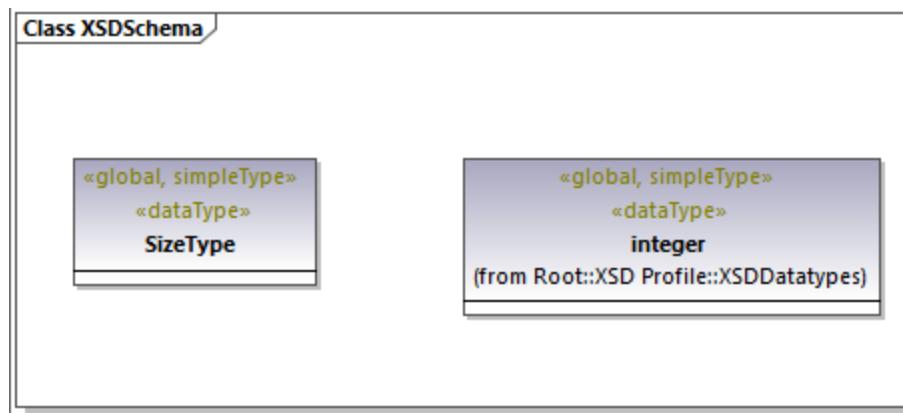 Class XSDSchema
«global, simpleType»
«dataType»
SizeType
«global, simpleType»
«dataType»
integer
(from Root::XSD Profile::XSDDatatypes)